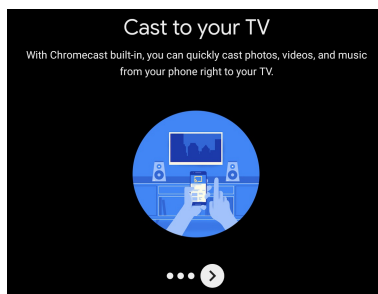 Cast to your TV
With Chromecast built-in, you can quickly cast photos, videos, and music
from your phone right to your TV.